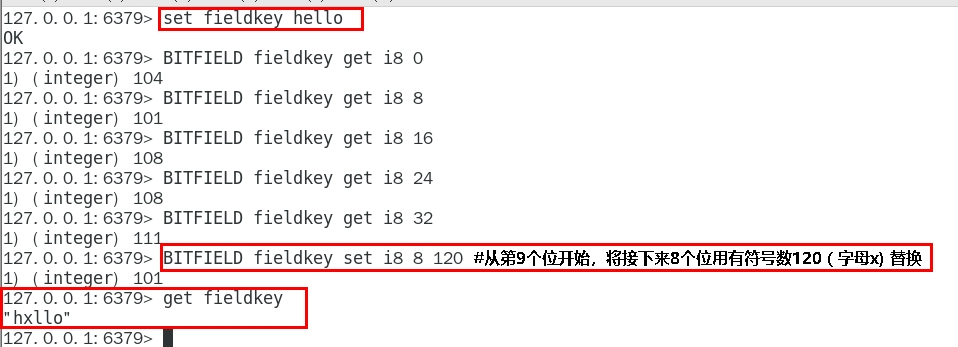 127.0.0.1:6379> set fieldkey hello
OK
127.0.0.1:6379> BITFIELD fieldkey get i8 0
1) (integer) 104
127.0.0.1:6379> BITFIELD fieldkey get i8 8
1) (integer) 101
127.0.0.1:6379> BITFIELD fieldkey get i8 16
1) (integer) 108
127.0.0.1:6379> BITFIELD fieldkey get i8 24
1) (integer) 108
127.0.0.1:6379> BITFIELD fieldkey get i8 32
1) (integer) 111
127.0.0.1:6379> BITFIELD fieldkey set i8 8 120 #从第9个位开始，将接下来8个位用有符号数120（字母x) 替换
1) (integer) 101
127.0.0.1:6379> get fieldkey
"hxllo"
127.0.0.1:6379>